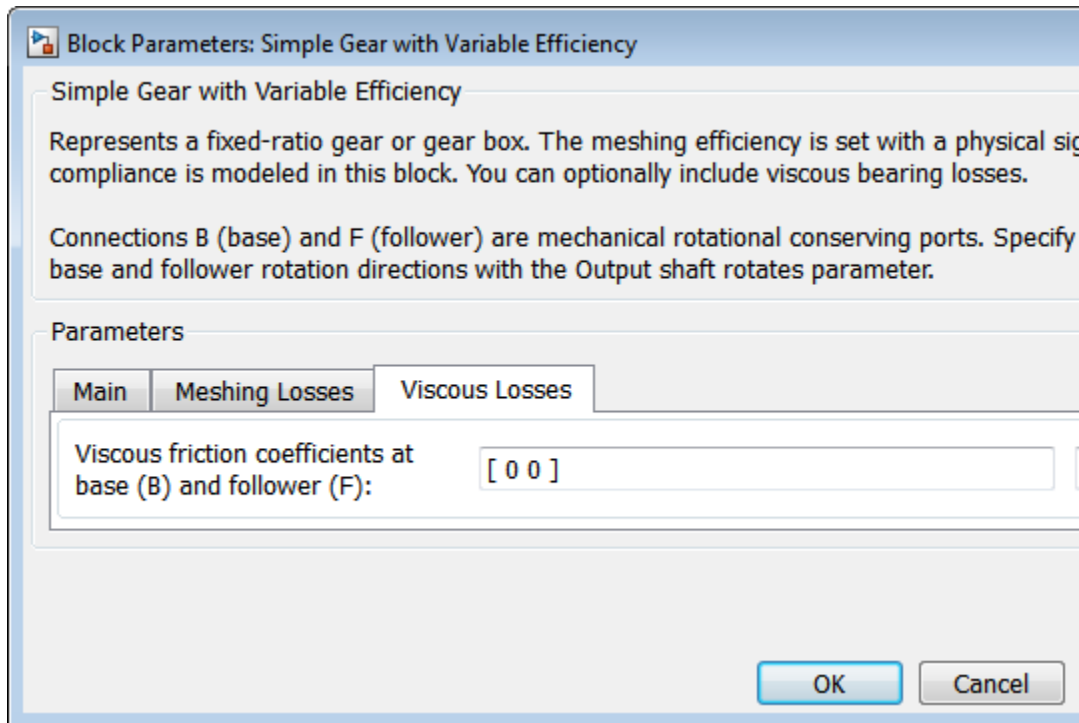 Block Parameters: Simple Gear with Variable Efficiency
Simple Gear with Variable Efficiency
Represents a fixed-ratio gear or gear box. The meshing efficiency is set with a physical
compliance is modeled in this block. You can optionally include viscous bearing losses.
Connections B (base) and F (follower) are mechanical rotational conserving ports. Specify
base and follower rotation directions with the Output shaft rotates parameter.
Parameters
Main
Meshing Losses
Viscous Losses
Viscous friction coefficients at
base (B) and follower (F):
[ 0 0 ]
OK
Cancel